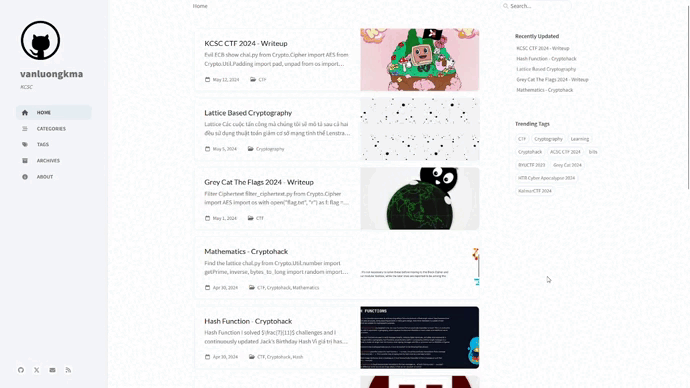 vanluongkma
KCSC
HOME
CATEGORIES
TAGS
ARCHIVES
ABOUT
Home
Search...
KCSC CTF 2024 - Writeup
Evil ECB show chal.py from Crypto.Cipher import AES from
Crypto.Util.Padding import pad, unpad from os import...
May 12, 2024
CTF
Lattice Based Cryptography
Lattice Các cuộc tấn công mà chúng tôi sẽ mô tả sau cả hai
đều sử dụng thuật toán giảm cơ sở mạng tinh thể Lenstra...
May 5, 2024
Cryptography
Grey Cat The Flags 2024 - Writeup
Filter Ciphertext filter_ciphertext.py from Crypto.Cipher
import AES import os with open("flag.txt", "r") as f: flag = ...
May 1, 2024
CTF
Mathematics - Cryptohack
Find the lattice chal.py from Crypto.Util.number import
getPrime, inverse, bytes_to_long import random import...
Apr 30, 2024
CTF, Cryptohack, Mathematics
Hash Function - Cryptohack
Hash Function I solved $\frac{7}{11}$ challenges and I
continuously updated Jack's Birthday Hash Vì giá trị has...
Apr 30, 2024
CTF, Cryptohack, Hash
FUNCTIONS
Recently Updated
KCSC CTF 2024 - Writeup
Hash Function - Cryptohack
Lattice Based Cryptography
Grey Cat The Flags 2024 - Writeup
Mathematics - Cryptohack
Trending Tags
CTF
Cryptography
Learning
Cryptohack
KCSC CTF 2024
b01ler
BYUCTF 2023
Grey Cat 2024
HTB Cyber Apocalypse 2024
KalmarCTF 2024